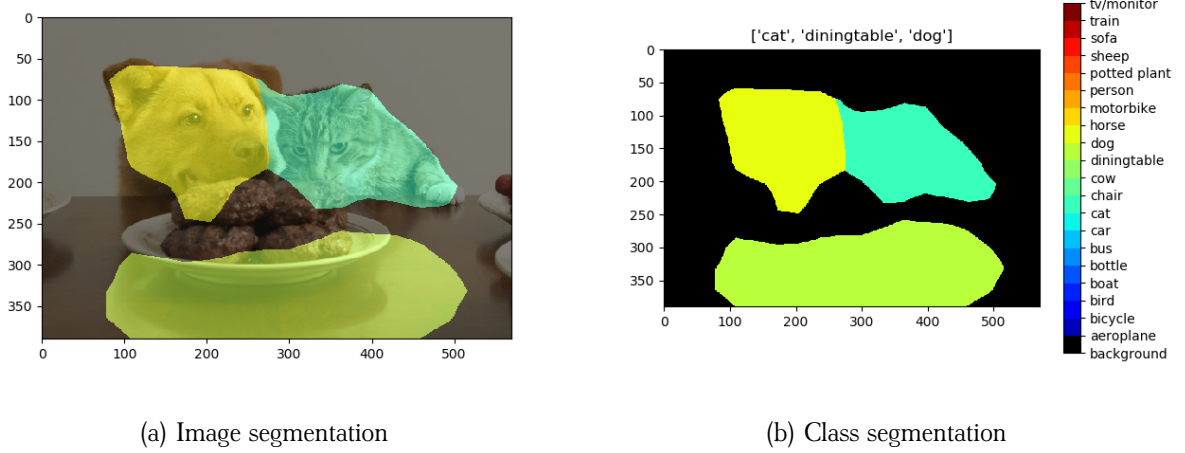 ['cat', 'diningtable', 'dog']
0
50
100
150
200
250
300
350
0
100
200
300
400
500
0
50
100
150
200
250
300
350
0
100
200
300
400
500
tv/monitor
train
sofa
sheep
potted plant
person
motorbike
horse
dog
diningtable
cow
chair
cat
car
bus
bottle
boat
bird
bicycle
aeroplane
background
(a) Image segmentation
(b) Class segmentation